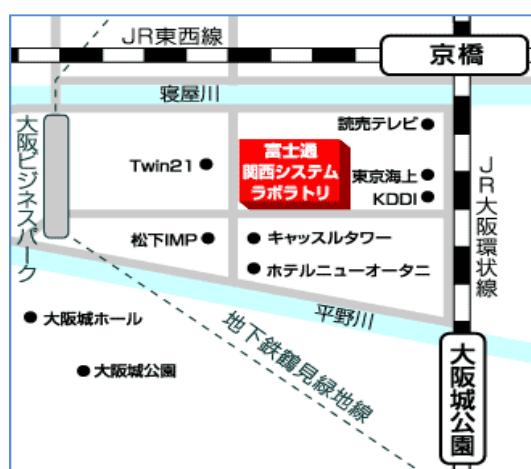 JR東西線
京橋
寝屋川
読売テレビ
大阪ビジネスパーク
Twin21
富士通
関西システム
ラボラトリ
東京海上
KDDI
JR大阪環状線
松下IMP
キャッスルタワー
ホテルニューオータニ
平野川
大阪城ホール
地下鉄鶴見緑地線
大阪城公園
大阪城公園